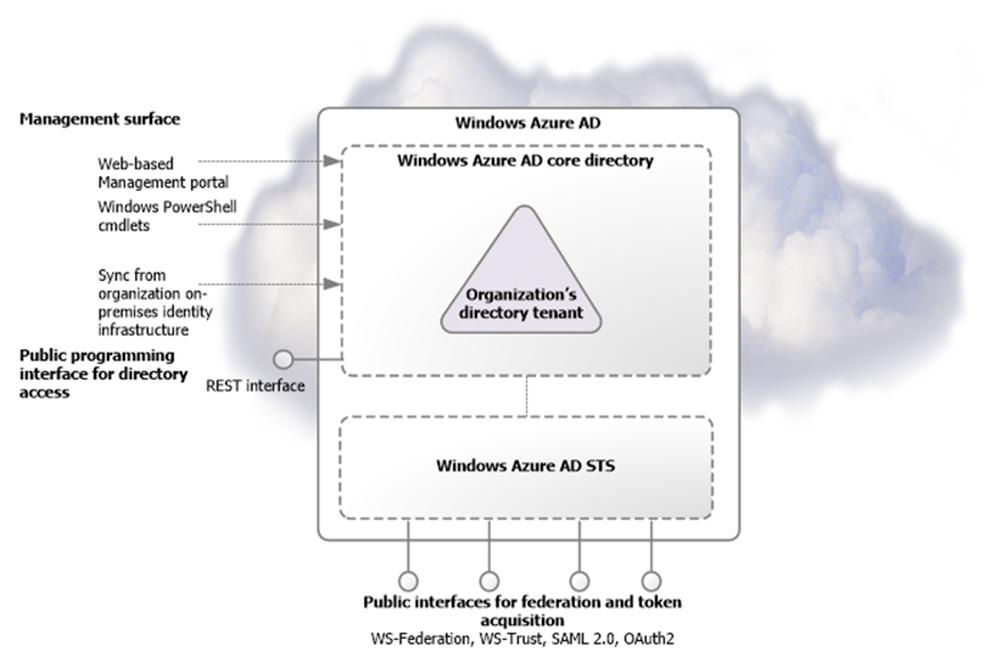 Windows Azure AD
Management surface
Windows Azure AD core directory
Web-based
Management portal
Windows PowerShell
cmdlets
Sync from
organization on-
premises identity
infrastructure
Organization's
directory tenant
Public programming
interface for directory
access
REST interface
Windows Azure AD STS
Public interfaces for federation and token
acquisition
WS-Federation, WS-Trust, SAML 2.0, OAuth2